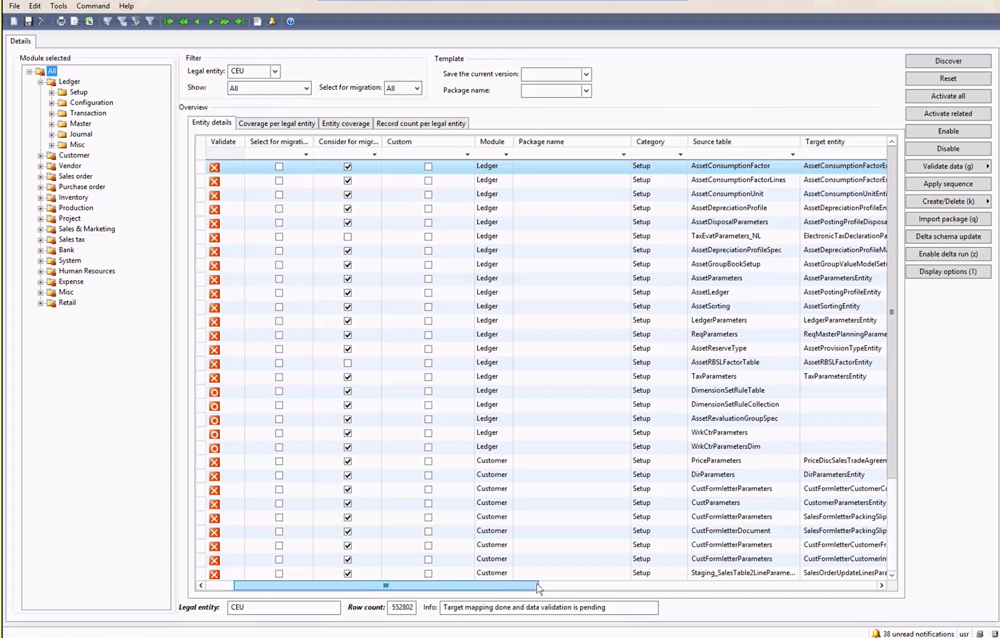 File Edit Tools Command Help
Details
Module selected
All
Ledger
Setup
Configuration
Transaction
Master
Journal
Misc
Customer
Vendor
Sales order
Purchase order
Inventory
Production
Project
Sales & Marketing
Sales tax
Bank
System
Human Resources
Expense
Misc
Retail
Filter
Legal entity: CEU
Show: All Select for migration: All
Template
Save the current version:
Package name:
Overview
Entity details Coverage per legal entity Entity coverage Record count per legal entity
Validate Select for migrati... Consider for migr... Custom Module Package name Category Source table Target entity
Ledger Setup AssetConsumptionFactor AssetConsumptionFactorE
Ledger Setup AssetConsumptionFactorLines AssetConsumptionFactorE
Ledger Setup AssetConsumptionUnit AssetConsumptionUnitEnti
Ledger Setup AssetDepreciationProfile AssetDepreciationProfileEn
Ledger Setup AssetDisposalParameters AssetPostingProfileDisposa
Ledger Setup TaxEvatParameters_NL ElectronicTaxDeclarationPa
Ledger Setup AssetDepreciationProfileSpec AssetDepreciationProfileMa
Ledger Setup AssetGroupBookSetup AssetGroupValueModelSet
Ledger Setup AssetParameters AssetParametersEntity
Ledger Setup AssetLedger AssetPostingProfileEntity
Ledger Setup AssetSorting AssetSortingEntity
Ledger Setup LedgerParameters LedgerParametersEntity
Ledger Setup ReqParameters ReqMasterPlanningParame
Ledger Setup AssetReserveType AssetProvisionTypeEntity
Ledger Setup AssetRBSLFactorTable AssetRBSLFactorEntity
Ledger Setup TaxParameters TaxParametersEntity
Ledger Setup DimensionSetRuleTable
Ledger Setup DimensionSetRuleCollection
Ledger Setup AssetRevaluationGroupSpec
Ledger Setup WrkCtrParameters
Ledger Setup WrkCtrParametersDim
Customer Setup PriceParameters PriceDiscSalesTradeAgreem
Customer Setup DirParameters DirParametersEntity
Customer Setup CustFormletterParameters CustFormletterCustomerCo
Customer Setup CustParameters CustomerParametersEntity
Customer Setup CustFormletterParameters SalesFormletterPackingSlip
Customer Setup CustFormletterDocument SalesFormletterPackingSlip
Customer Setup CustFormletterParameters CustFormletterCustomerFr
Customer Setup CustFormletterParameters CustFormletterCustomerIn
Customer Setup Staging_SalesTable2LineParame... SalesOrderUpdateLinesPara
Legal entity: CEU Row count: 552802 Info: Target mapping done and data validation is pending
Discover
Reset
Activate all
Activate related
Enable
Disable
Validate data (g)
Apply sequence
Create/Delete (k)
Import package (q)
Delta schema update
Enable delta run (z)
Display options (1)
38 unread notifications usr